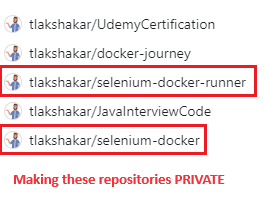 tlakshakar/UdemyCertification
tlakshakar/docker-journey
tlakshakar/selenium-docker-runner
tlakshakar/JavaInterviewCode
tlakshakar/selenium-docker
Making these repositories PRIVATE